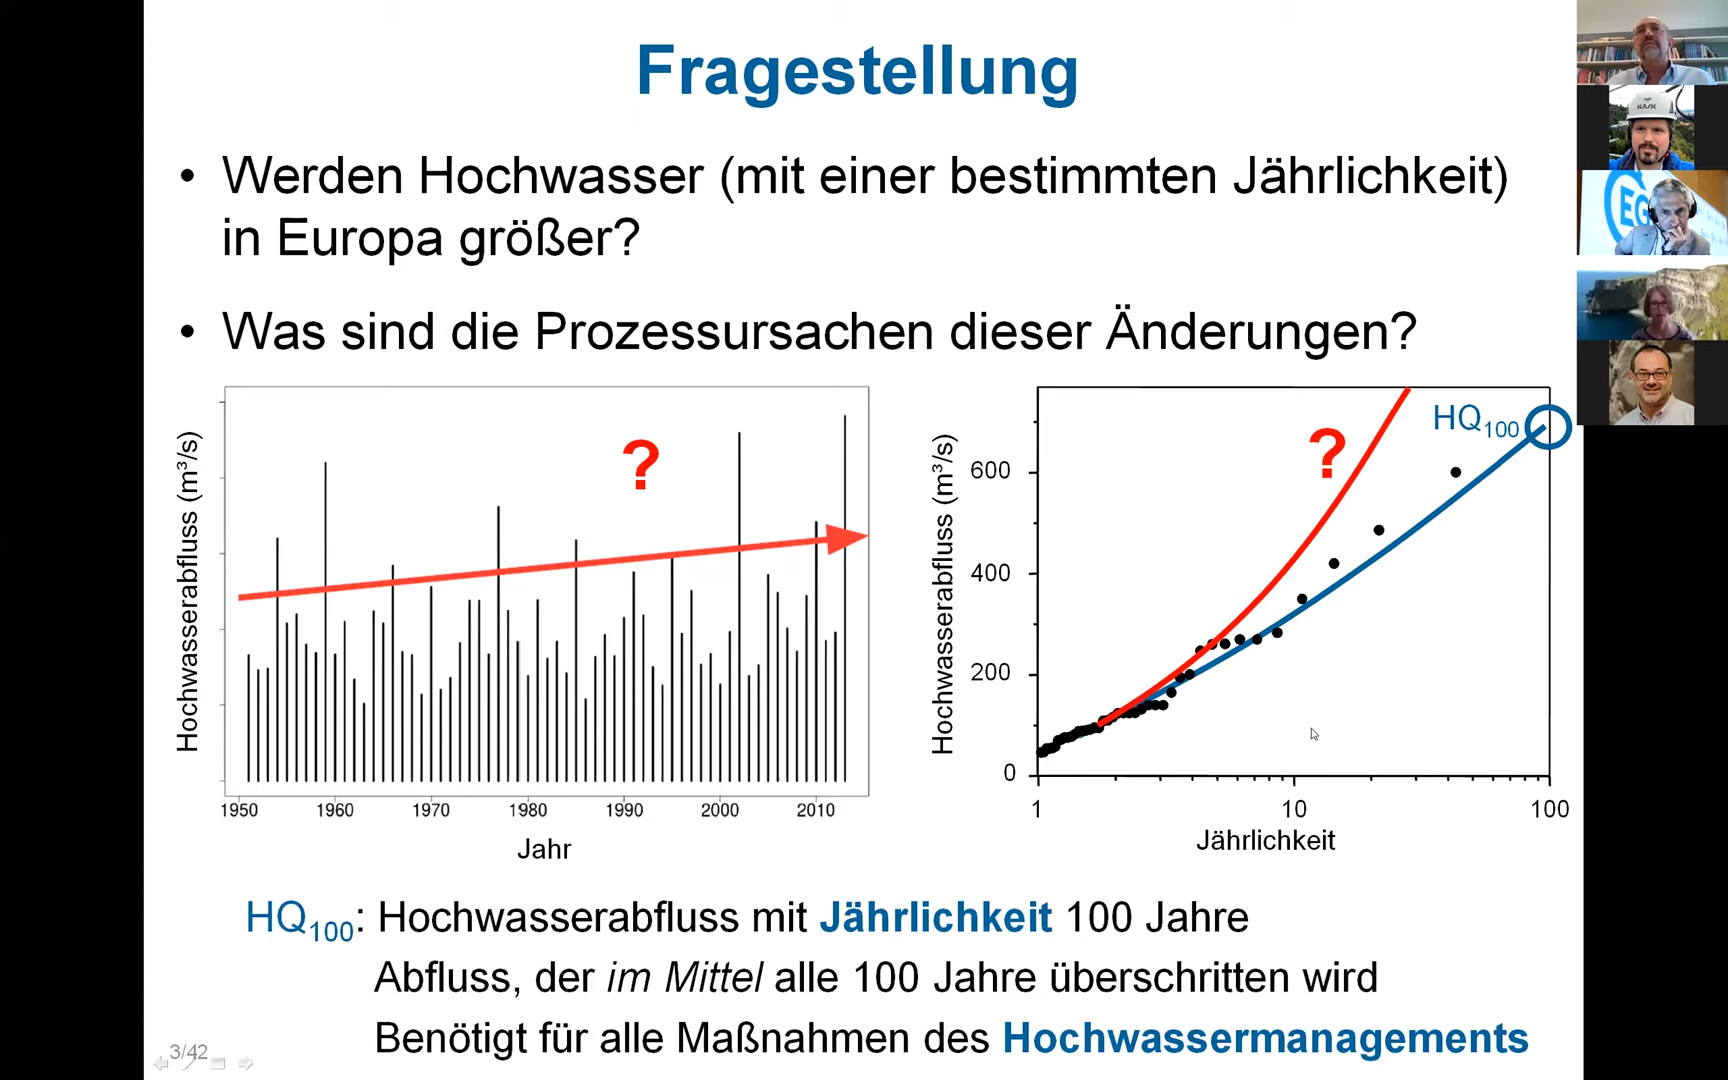 Fragestellung
• Werden Hochwasser (mit einer bestimmten Jährlichkeit)
in Europa größer?
• Was sind die Prozessursachen dieser Änderungen?
Hochwasserabfluss (m³/s)
?
1950 1960 1970 1980 1990 2000 2010
Jahr
Hochwasserabfluss (m³/s)
600
400
200
0
?
HQ100
1 10 100
Jährlichkeit
HQ100: Hochwasserabfluss mit Jährlichkeit 100 Jahre
Abfluss, der im Mittel alle 100 Jahre überschritten wird
Benötigt für alle Maßnahmen des Hochwassermanagements
3/42
KASK
EG